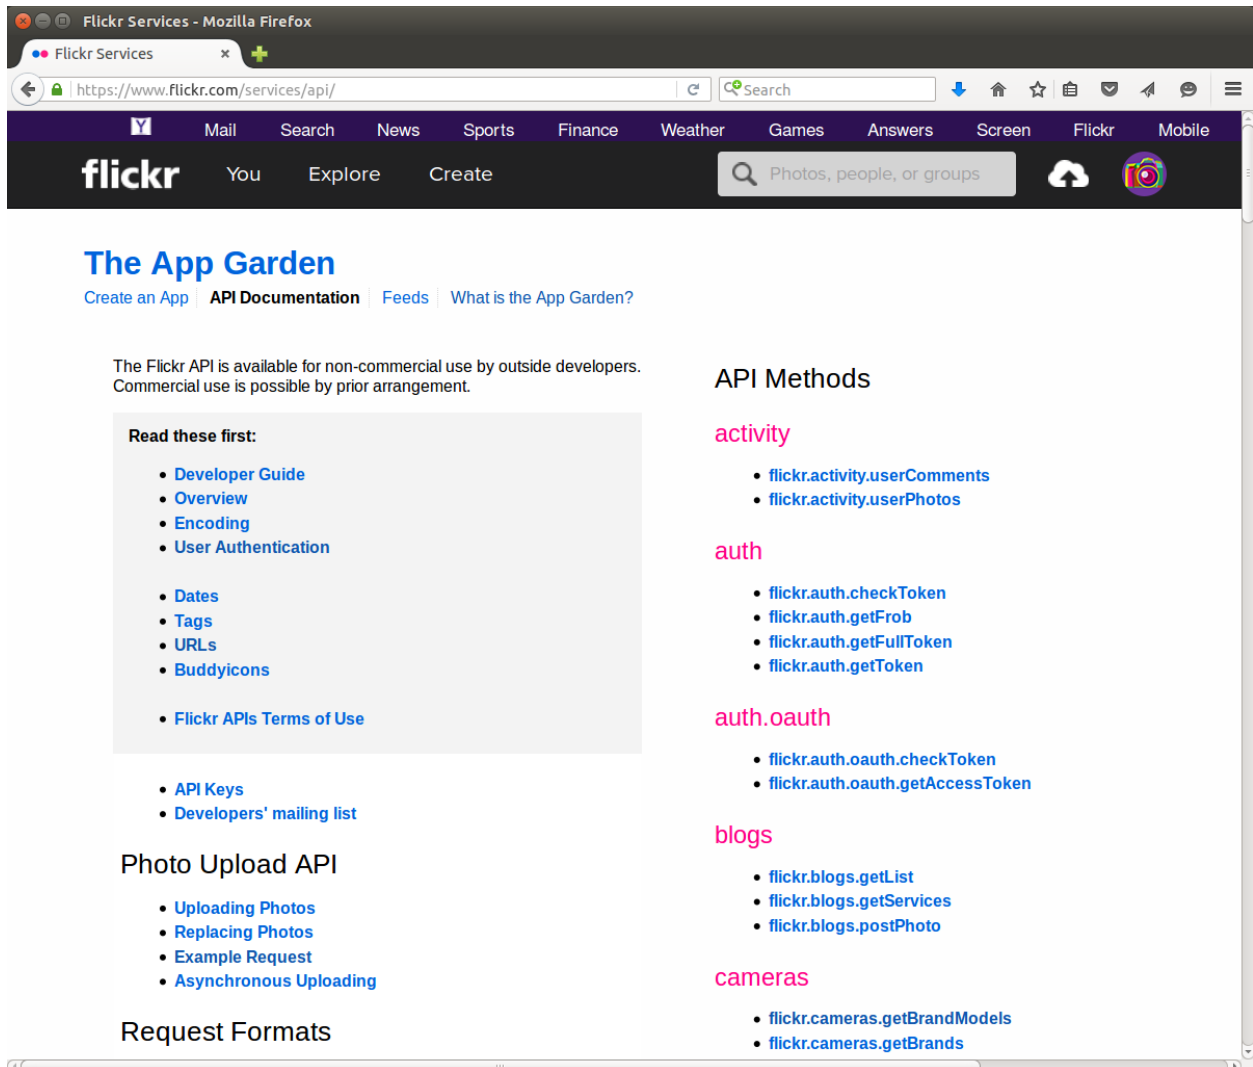 Flickr Services - Mozilla Firefox
Flickr Services
https://www.flickr.com/services/api/
Search
Y Mail Search News Sports Finance Weather Games Answers Screen Flickr Mobile
flickr You Explore Create Photos, people, or groups
The App Garden
Create an App API Documentation Feeds What is the App Garden?
The Flickr API is available for non-commercial use by outside developers.
Commercial use is possible by prior arrangement.
Read these first:
Developer Guide
Overview
Encoding
User Authentication
Dates
Tags
URLs
Buddyicons
Flickr APIs Terms of Use
API Keys
Developers' mailing list
Photo Upload API
Uploading Photos
Replacing Photos
Example Request
Asynchronous Uploading
Request Formats
API Methods
activity
flickr.activity.userComments
flickr.activity.userPhotos
auth
flickr.auth.checkToken
flickr.auth.getFrob
flickr.auth.getFullToken
flickr.auth.getToken
auth.oauth
flickr.auth.oauth.checkToken
flickr.auth.oauth.getAccessToken
blogs
flickr.blogs.getList
flickr.blogs.getServices
flickr.blogs.postPhoto
cameras
flickr.cameras.getBrandModels
flickr.cameras.getBrands